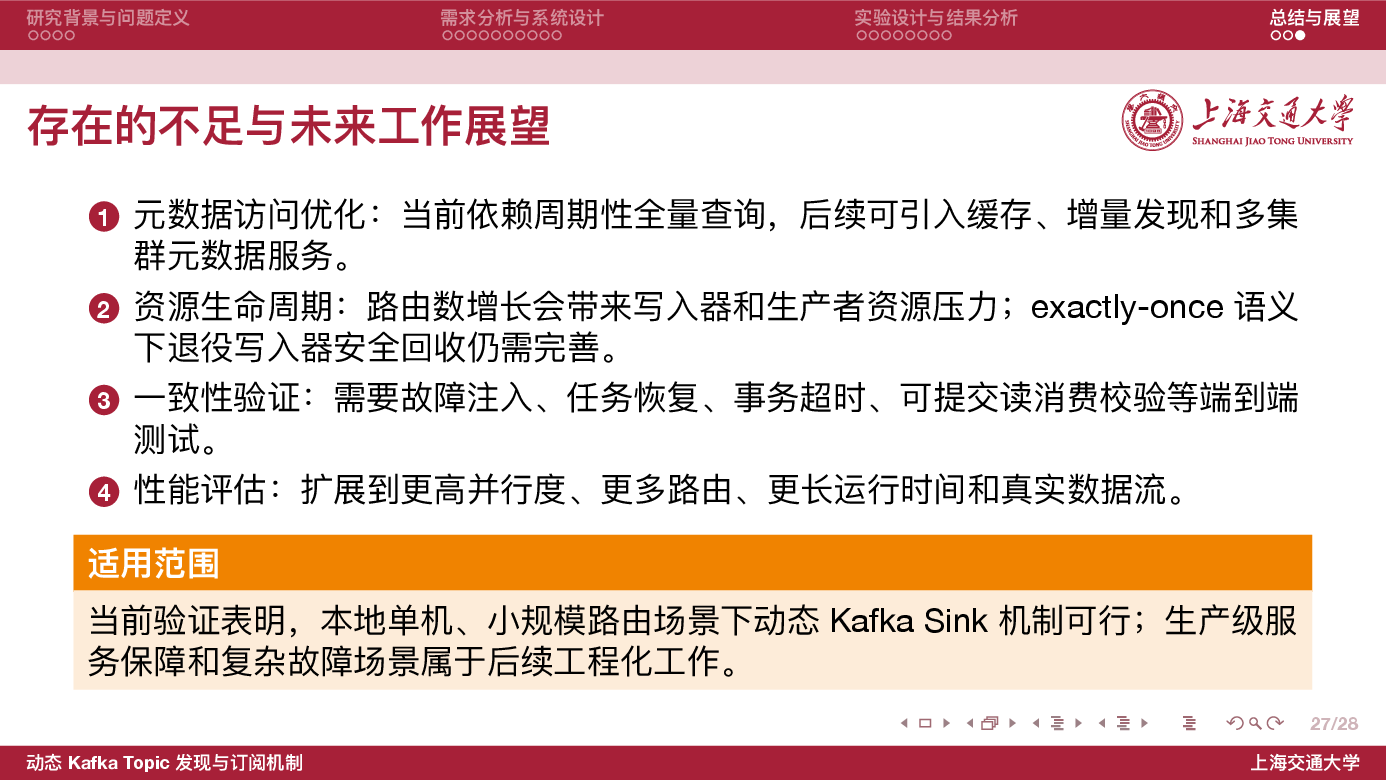 研究背景与问题定义
需求分析与系统设计
实验设计与结果分析
总结与展望
存在的不足与未来工作展望
上海交通大学
SHANGHAI JIAO TONG UNIVERSITY
1 元数据访问优化：当前依赖周期性全量查询，后续可引入缓存、增量发现和多集
群元数据服务。
2 资源生命周期：路由数增长会带来写入器和生产者资源压力；exactly-once 语义
下退役写入器安全回收仍需完善。
3 一致性验证：需要故障注入、任务恢复、事务超时、可提交读消费校验等端到端
测试。
4 性能评估：扩展到更高并行度、更多路由、更长运行时间和真实数据流。
适用范围
当前验证表明，本地单机、小规模路由场景下动态 Kafka Sink 机制可行；生产级服
务保障和复杂故障场景属于后续工程化工作。
27/28
动态 Kafka Topic 发现与订阅机制
上海交通大学